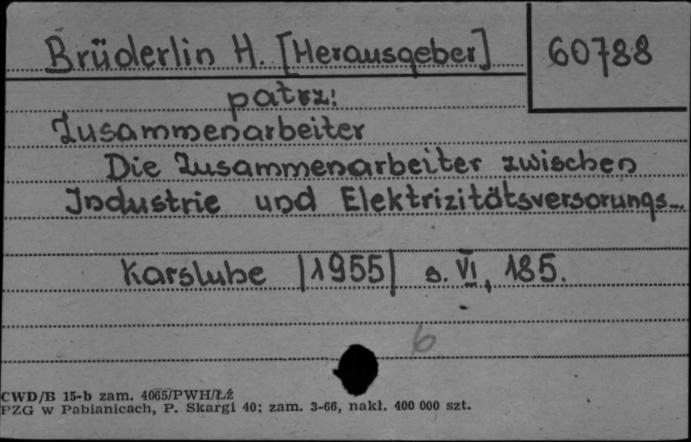 Brüderlin H. [Herausgeber]
60788
patrz:
Zusammenarbeiter
Die Zusammenarbeiter zwischen
Industrie und Elektrizitätsversorungs...
Karsluhe |1955| s. VI, 185.
6
CWD/B 15-b zam. 4065/PWH/ŁŹ
PZG w Pabianicach, P. Skargi 40; zam. 3-66, nakł. 400 000 szt.